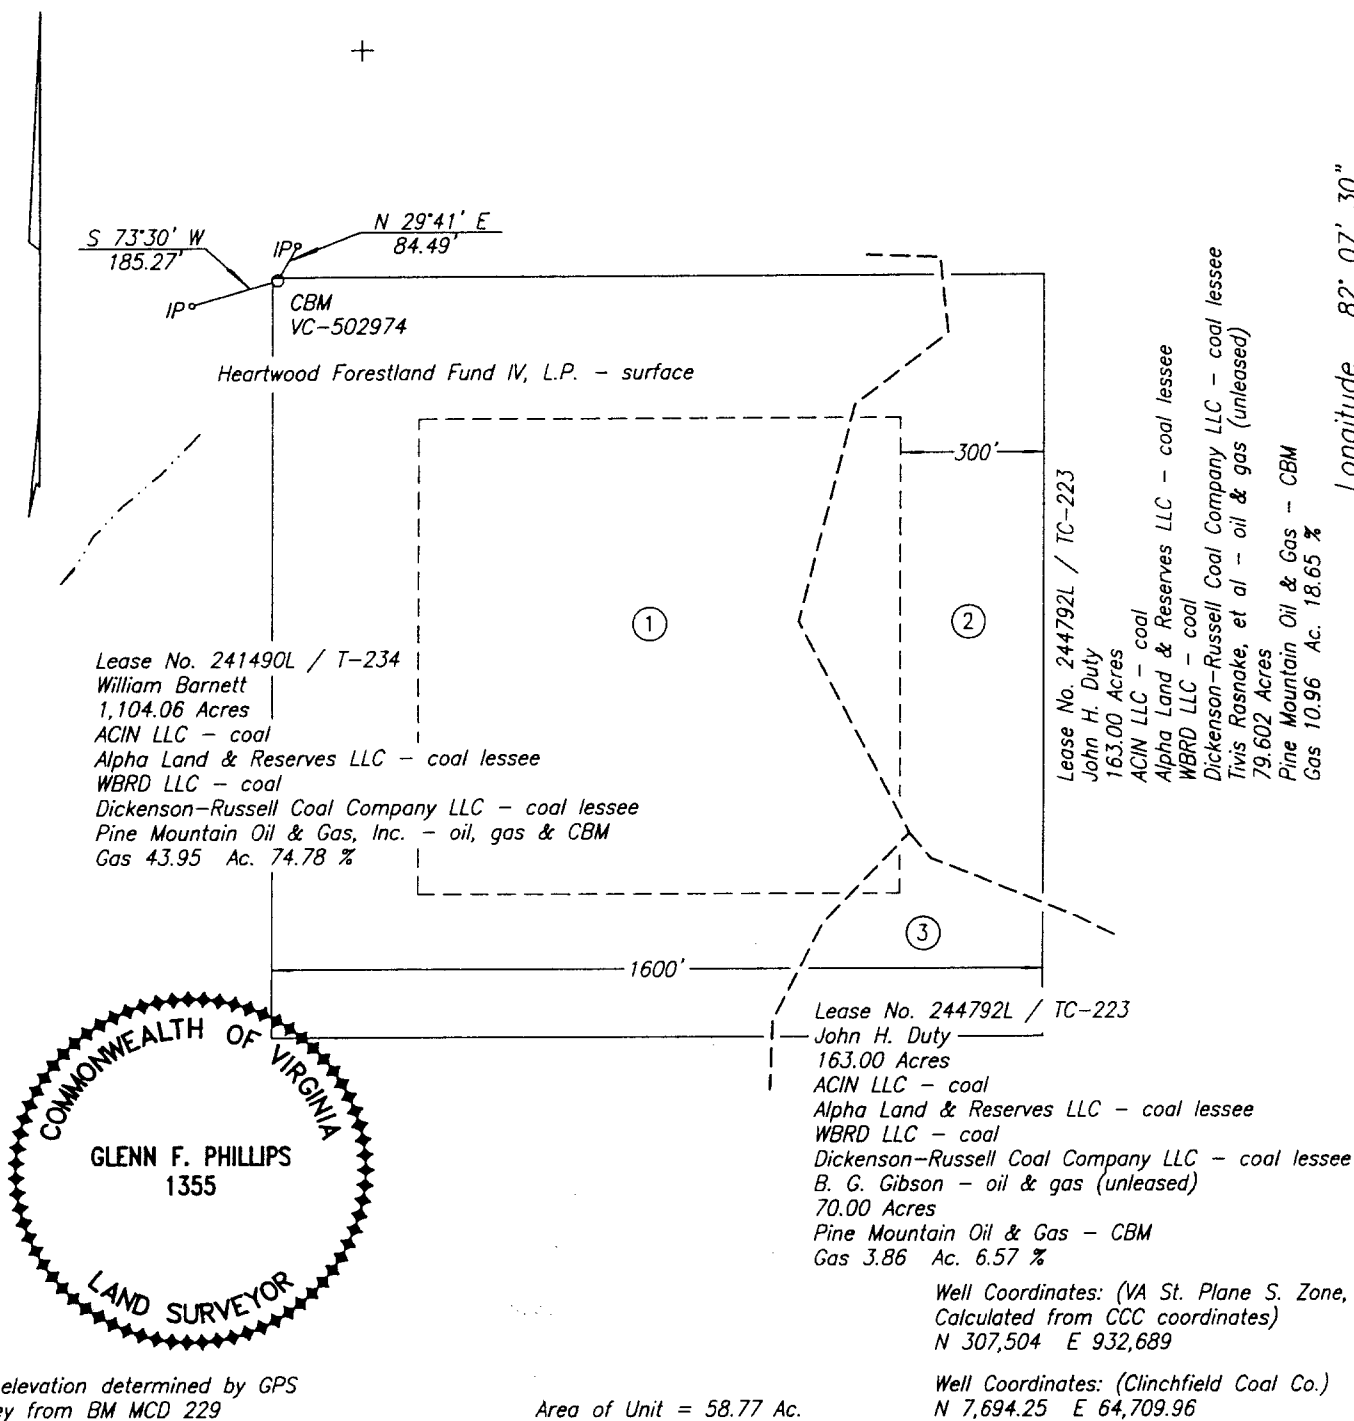 S 73°30' W
185.27'
N 29°41' E
84.49'
IP
IP
CBM
VC-502974
Heartwood Forestland Fund IV, L.P. - surface
300'
1
2
3
1600'
Lease No. 241490L / T-234
William Barnett
1,104.06 Acres
ACIN LLC - coal
Alpha Land & Reserves LLC - coal lessee
WBRD LLC - coal
Dickenson-Russell Coal Company LLC - coal lessee
Pine Mountain Oil & Gas, Inc. - oil, gas & CBM
Gas 43.95 Ac. 74.78 %
Lease No. 244792L / TC-223
John H. Duty
163.00 Acres
ACIN LLC - coal
Alpha Land & Reserves LLC - coal lessee
WBRD LLC - coal
Dickenson-Russell Coal Company LLC - coal lessee
Tivis Rasnake, et al - oil & gas (unleased)
79.602 Acres
Pine Mountain Oil & Gas - CBM
Gas 10.96 Ac. 18.65 %
Longitude 82° 07' 30"
Lease No. 244792L / TC-223
John H. Duty
163.00 Acres
ACIN LLC - coal
Alpha Land & Reserves LLC - coal lessee
WBRD LLC - coal
Dickenson-Russell Coal Company LLC - coal lessee
B. G. Gibson - oil & gas (unleased)
70.00 Acres
Pine Mountain Oil & Gas - CBM
Gas 3.86 Ac. 6.57 %
COMMONWEALTH OF VIRGINIA
GLENN F. PHILLIPS
1355
LAND SURVEYOR
Well Coordinates: (VA St. Plane S. Zone,
Calculated from CCC coordinates)
N 307,504 E 932,689
Well Coordinates: (Clinchfield Coal Co.)
N 7,694.25 E 64,709.96
elevation determined by GPS
from BM MCD 229
Area of Unit = 58.77 Ac.